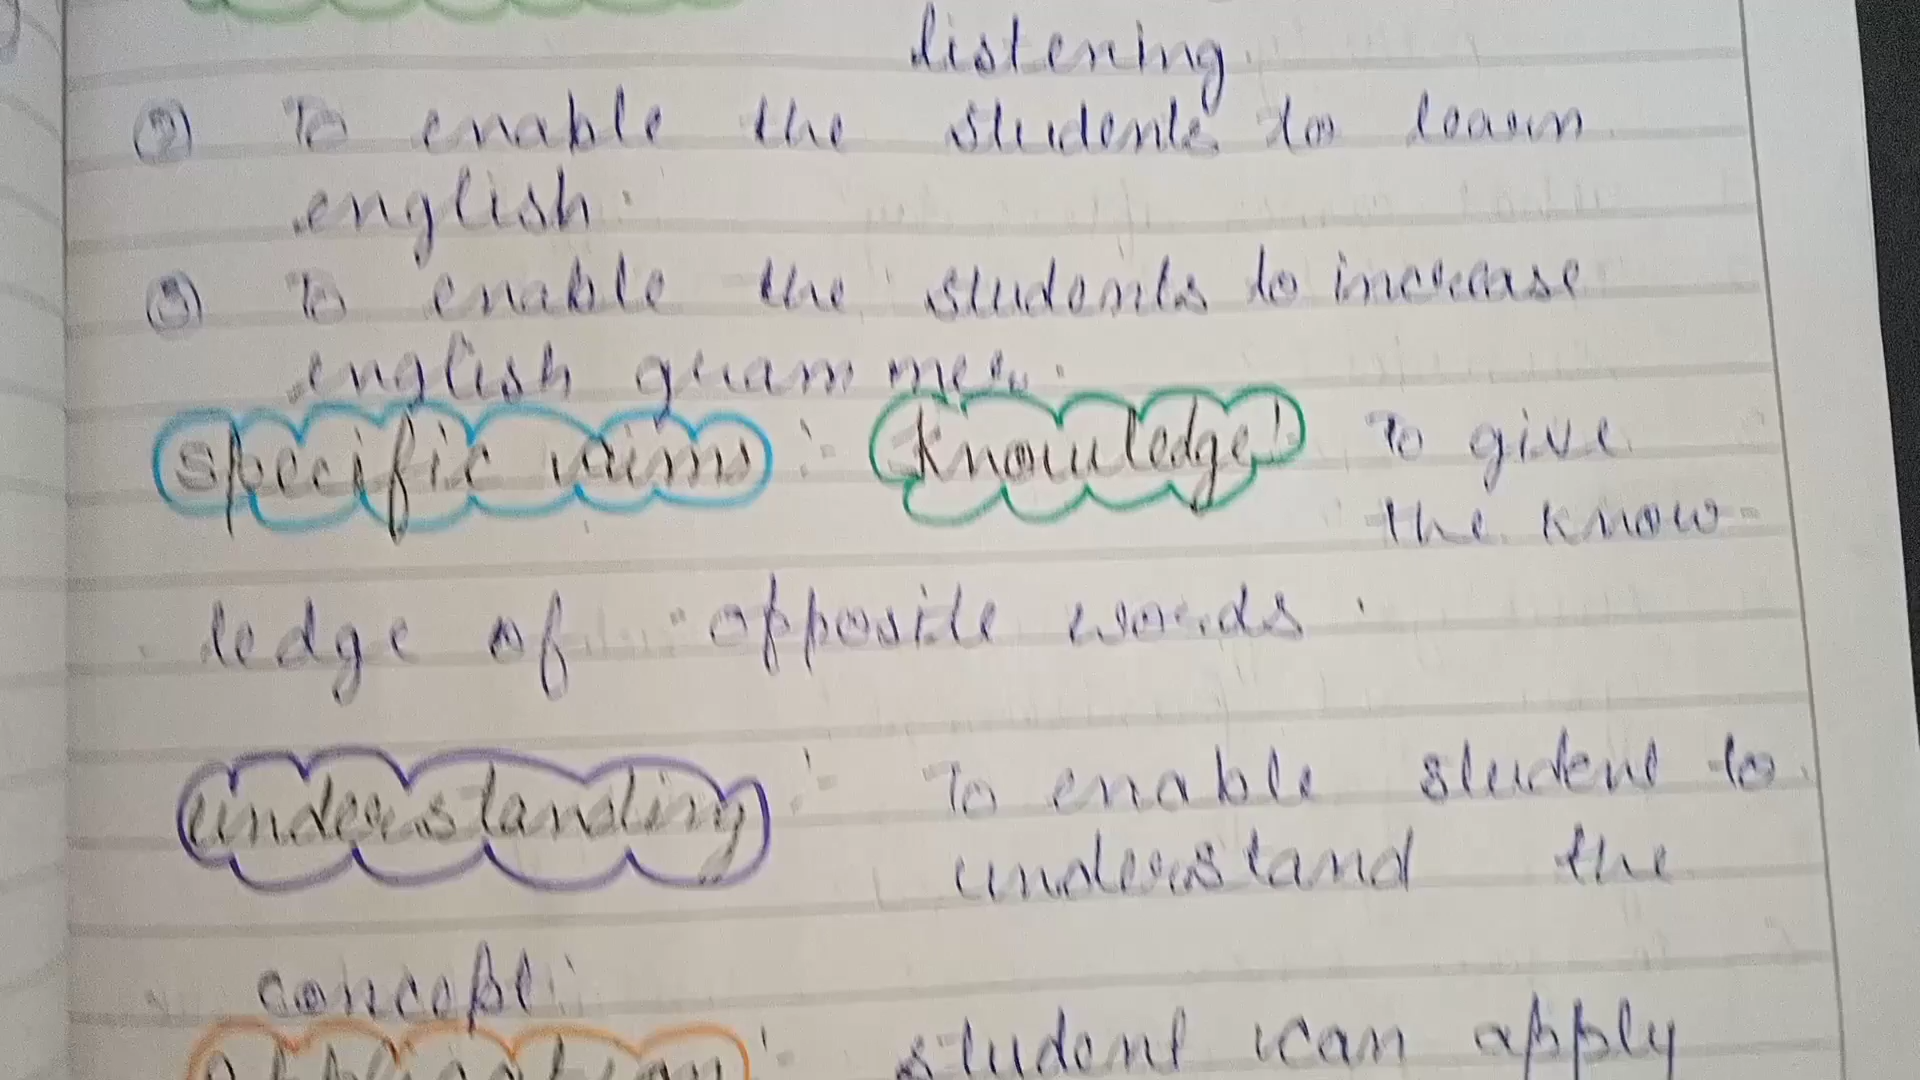 listening.
② To enable the students to learn
english.
③ To enable the students to increase
english grammer.
specific aims :- knowledge :- To give
the know-
ledge of opposite words.
understanding :- To enable student to
understand the
concept.
application :- student can apply